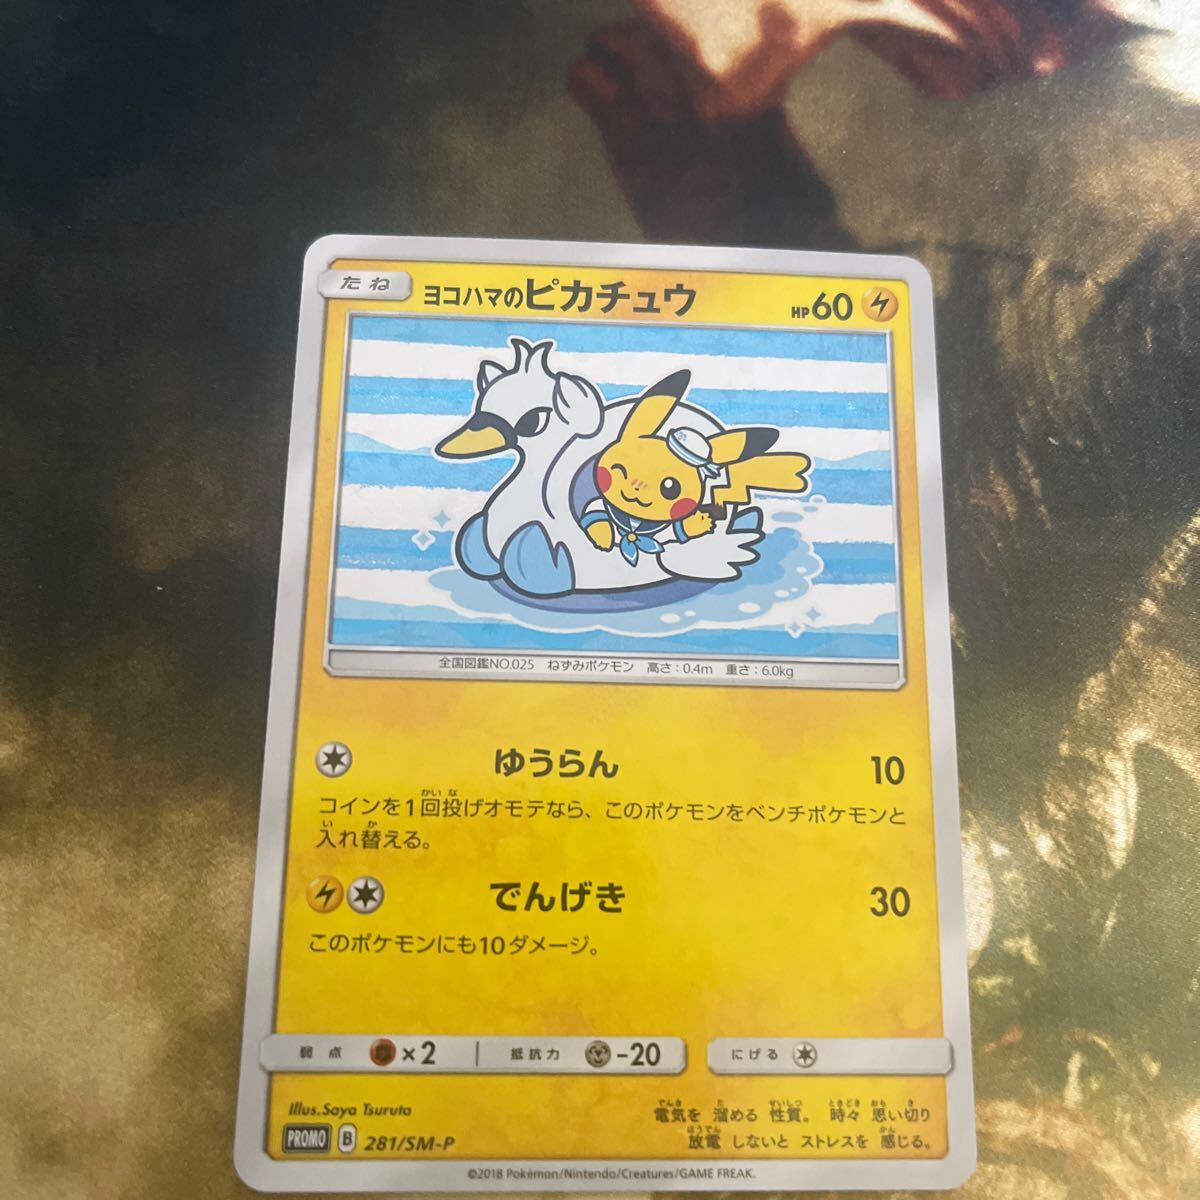 たね ヨコハマのピカチュウ HP60
全国図鑑NO.025 ねずみポケモン 高さ:0.4m 重さ:6.0kg
ゆうらん 10
コインを1回投げオモテなら、このポケモンをベンチポケモンと
入れ替える。
でんげき 30
このポケモンにも10ダメージ。
弱点 ×2 抵抗力 -20 にげる
Illus.Saya Tsuruta
電気を 溜める 性質。 時々 思い切り
放電 しないと ストレスを 感じる。
PROMO B 281/SM-P
©2018 Pokémon/Nintendo/Creatures/GAME FREAK.